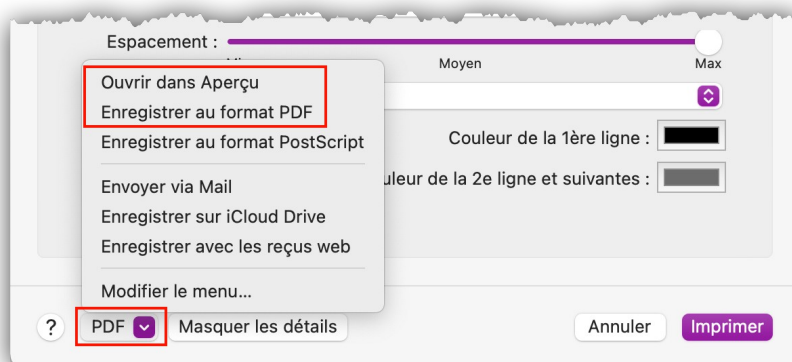 Espacement :
Moyen
Max
Ouvrir dans Aperçu
Enregistrer au format PDF
Enregistrer au format PostScript
Couleur de la 1ère ligne :
Envoyer via Mail
uleur de la 2e ligne et suivantes :
Enregistrer sur iCloud Drive
Enregistrer avec les reçus web
Modifier le menu...
? PDF Masquer les détails Annuler Imprimer